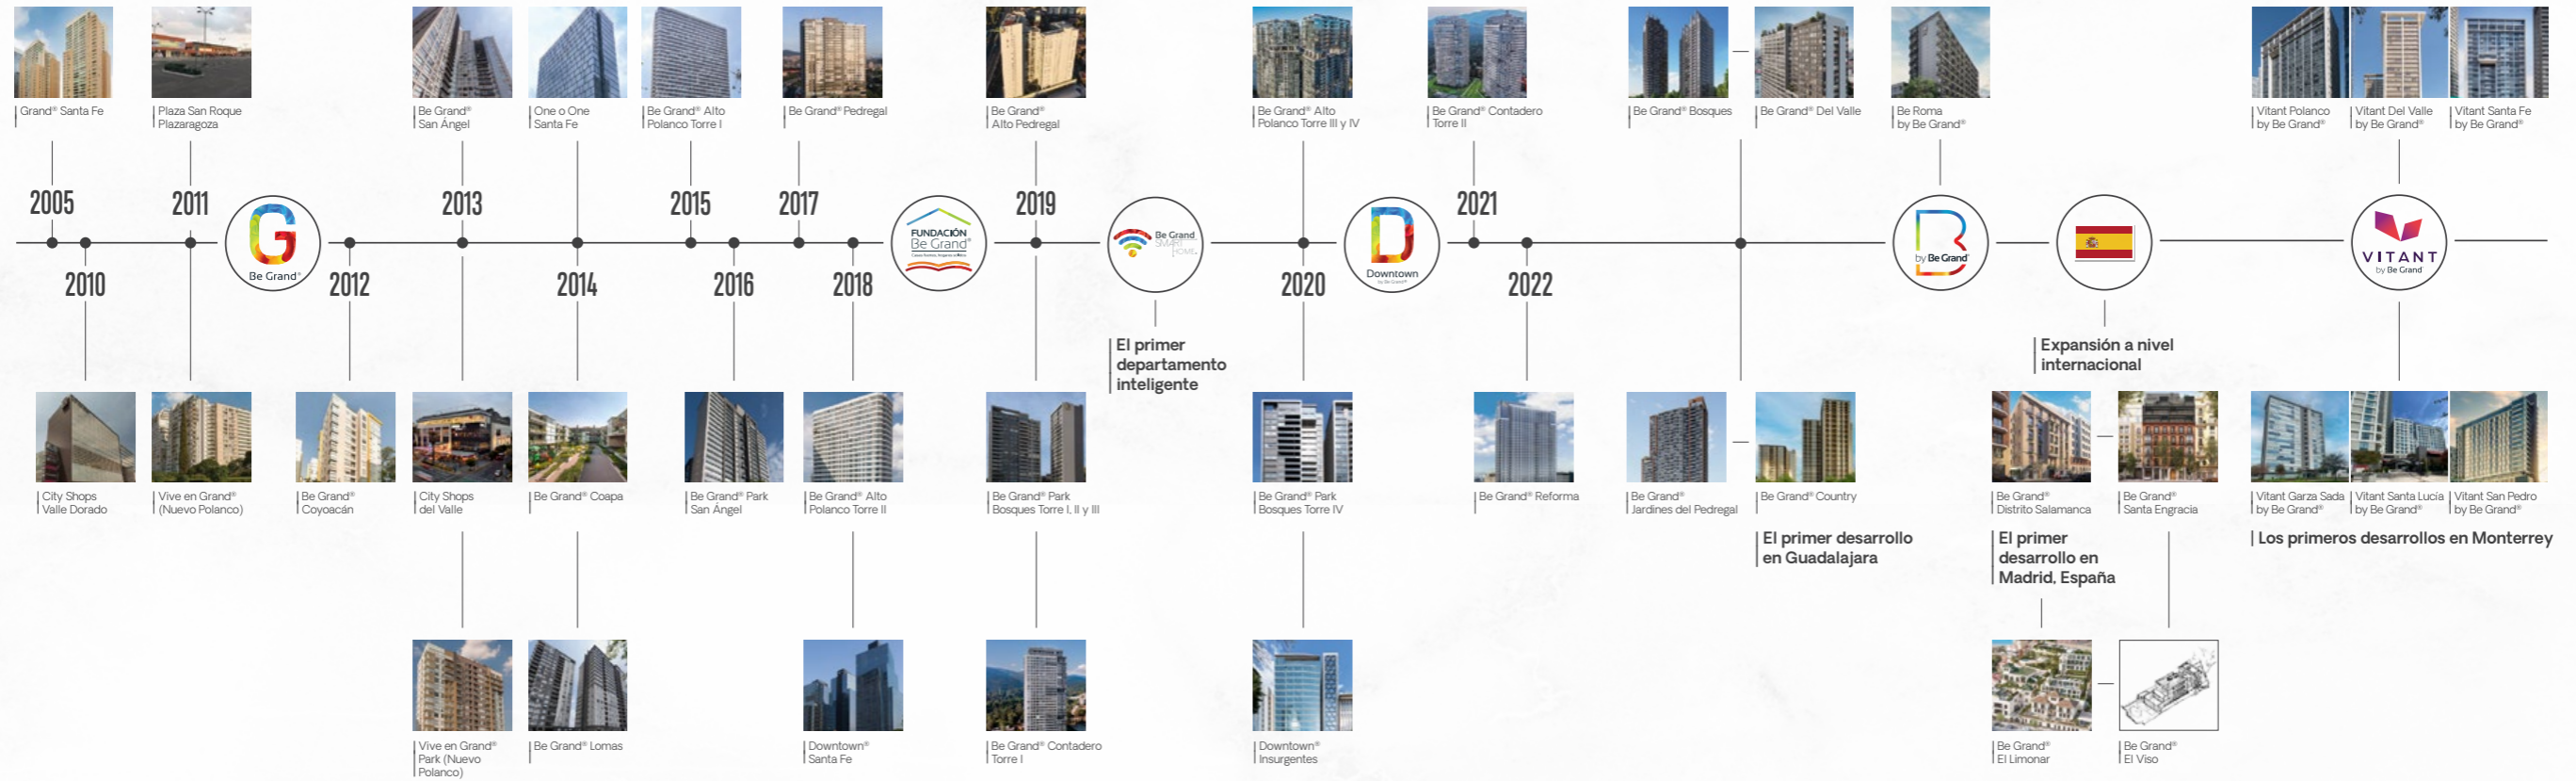 Grand® Santa Fe
Plaza San Roque
Plazaragoza
Be Grand®
San Ángel
One o One
Santa Fe
Be Grand® Alto
Polanco Torre I
Be Grand® Pedregal
Be Grand®
Alto Pedregal
Be Grand® Alto
Polanco Torre III y IV
Be Grand® Contadero
Torre II
Be Grand® Bosques
Be Grand® Del Valle
Be Roma
by Be Grand®
Vitant Polanco
by Be Grand®
Vitant Del Valle
by Be Grand®
Vitant Santa Fe
by Be Grand®
2005
2011
2013
2015
2017
2019
2021
G
Be Grand®
FUNDACIÓN
Be Grand®
Be Grand
SMART
HOME
D
Downtown
by Be Grand®
B
by Be Grand®
VITANT
by Be Grand
2010
2012
2014
2016
2018
2020
2022
El primer
departamento
inteligente
Expansión a nivel
internacional
City Shops
Valle Dorado
Vive en Grand®
(Nuevo Polanco)
Be Grand®
Coyoacán
City Shops
del Valle
Be Grand® Coapa
Be Grand® Park
San Ángel
Be Grand® Alto
Polanco Torre II
Be Grand® Park
Bosques Torre I, II y III
Be Grand® Park
Bosques Torre IV
Be Grand® Reforma
Be Grand®
Jardines del Pedregal
Be Grand® Country
Be Grand®
Distrito Salamanca
Be Grand®
Santa Engracia
Vitant Garza Sada
by Be Grand®
Vitant Santa Lucía
by Be Grand®
Vitant San Pedro
by Be Grand®
El primer desarrollo
en Guadalajara
El primer
desarrollo en
Madrid, España
Los primeros desarrollos en Monterrey
Vive en Grand®
Park (Nuevo
Polanco)
Be Grand® Lomas
Downtown®
Santa Fe
Be Grand® Contadero
Torre I
Downtown®
Insurgentes
Be Grand®
El Limonar
Be Grand®
El Viso